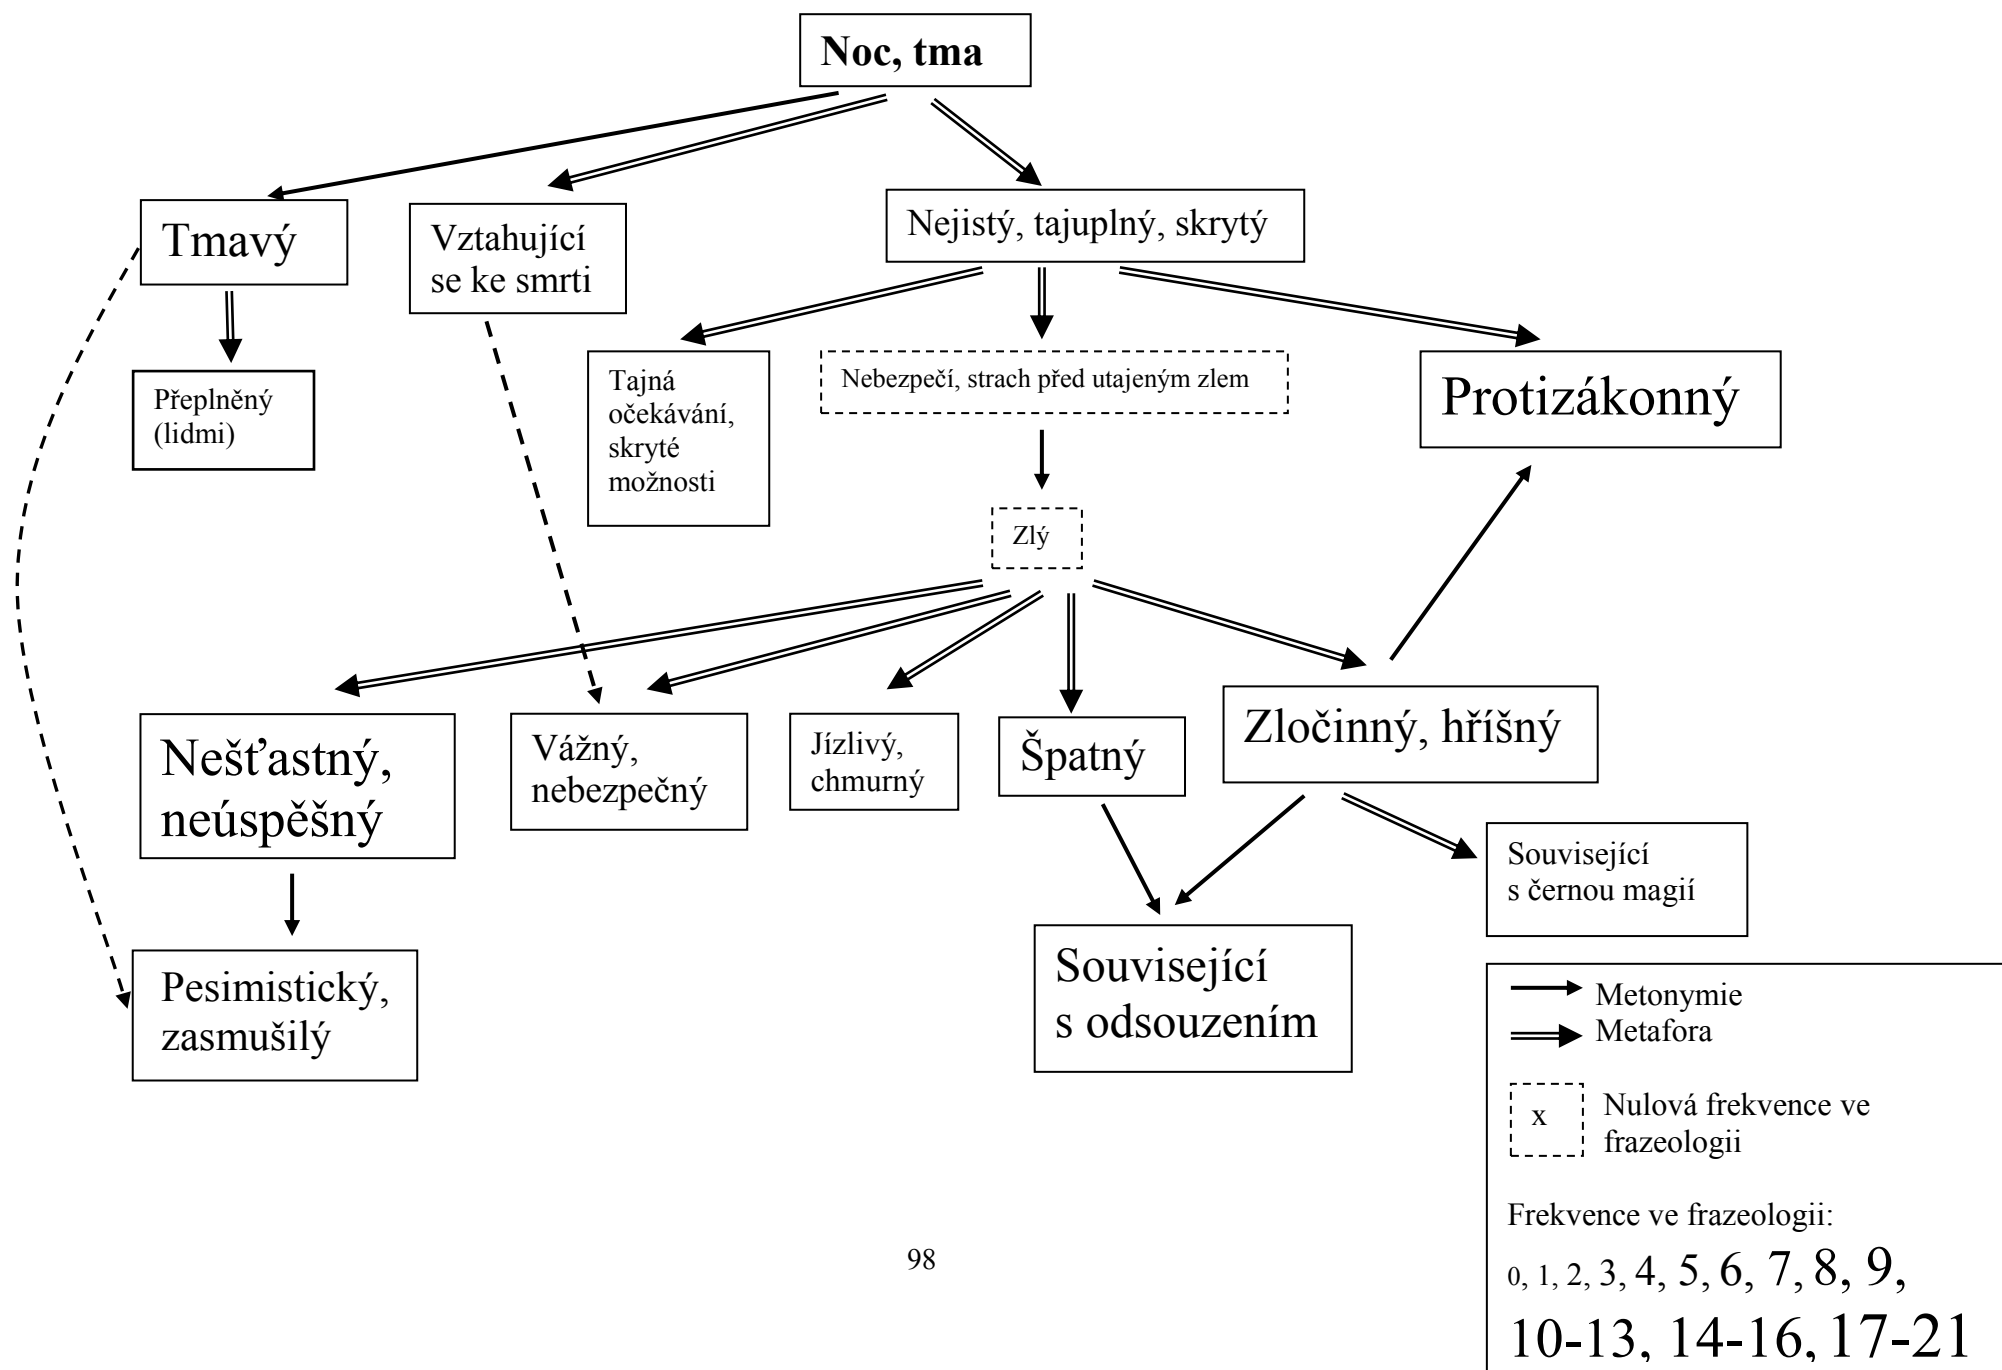 Noc, tma
Tmavý
Vztahující
se ke smrti
Nejistý, tajuplný, skrytý
Přeplněný
(lidmi)
Tajná
očekávání,
skryté
možnosti
Nebezpečí, strach před utajeným zlem
Protizákonný
Zlý
Nešťastný,
neúspěšný
Vážný,
nebezpečný
Jízlivý,
chmurný
Špatný
Zločinný, hříšný
Související
s černou magií
Pesimistický,
zasmušilý
Související
s odsouzením
Metonymie
Metafora
x
Nulová frekvence ve
frazeologii
Frekvence ve frazeologii:
0, 1, 2, 3, 4, 5, 6, 7, 8, 9,
10-13, 14-16, 17-21
98